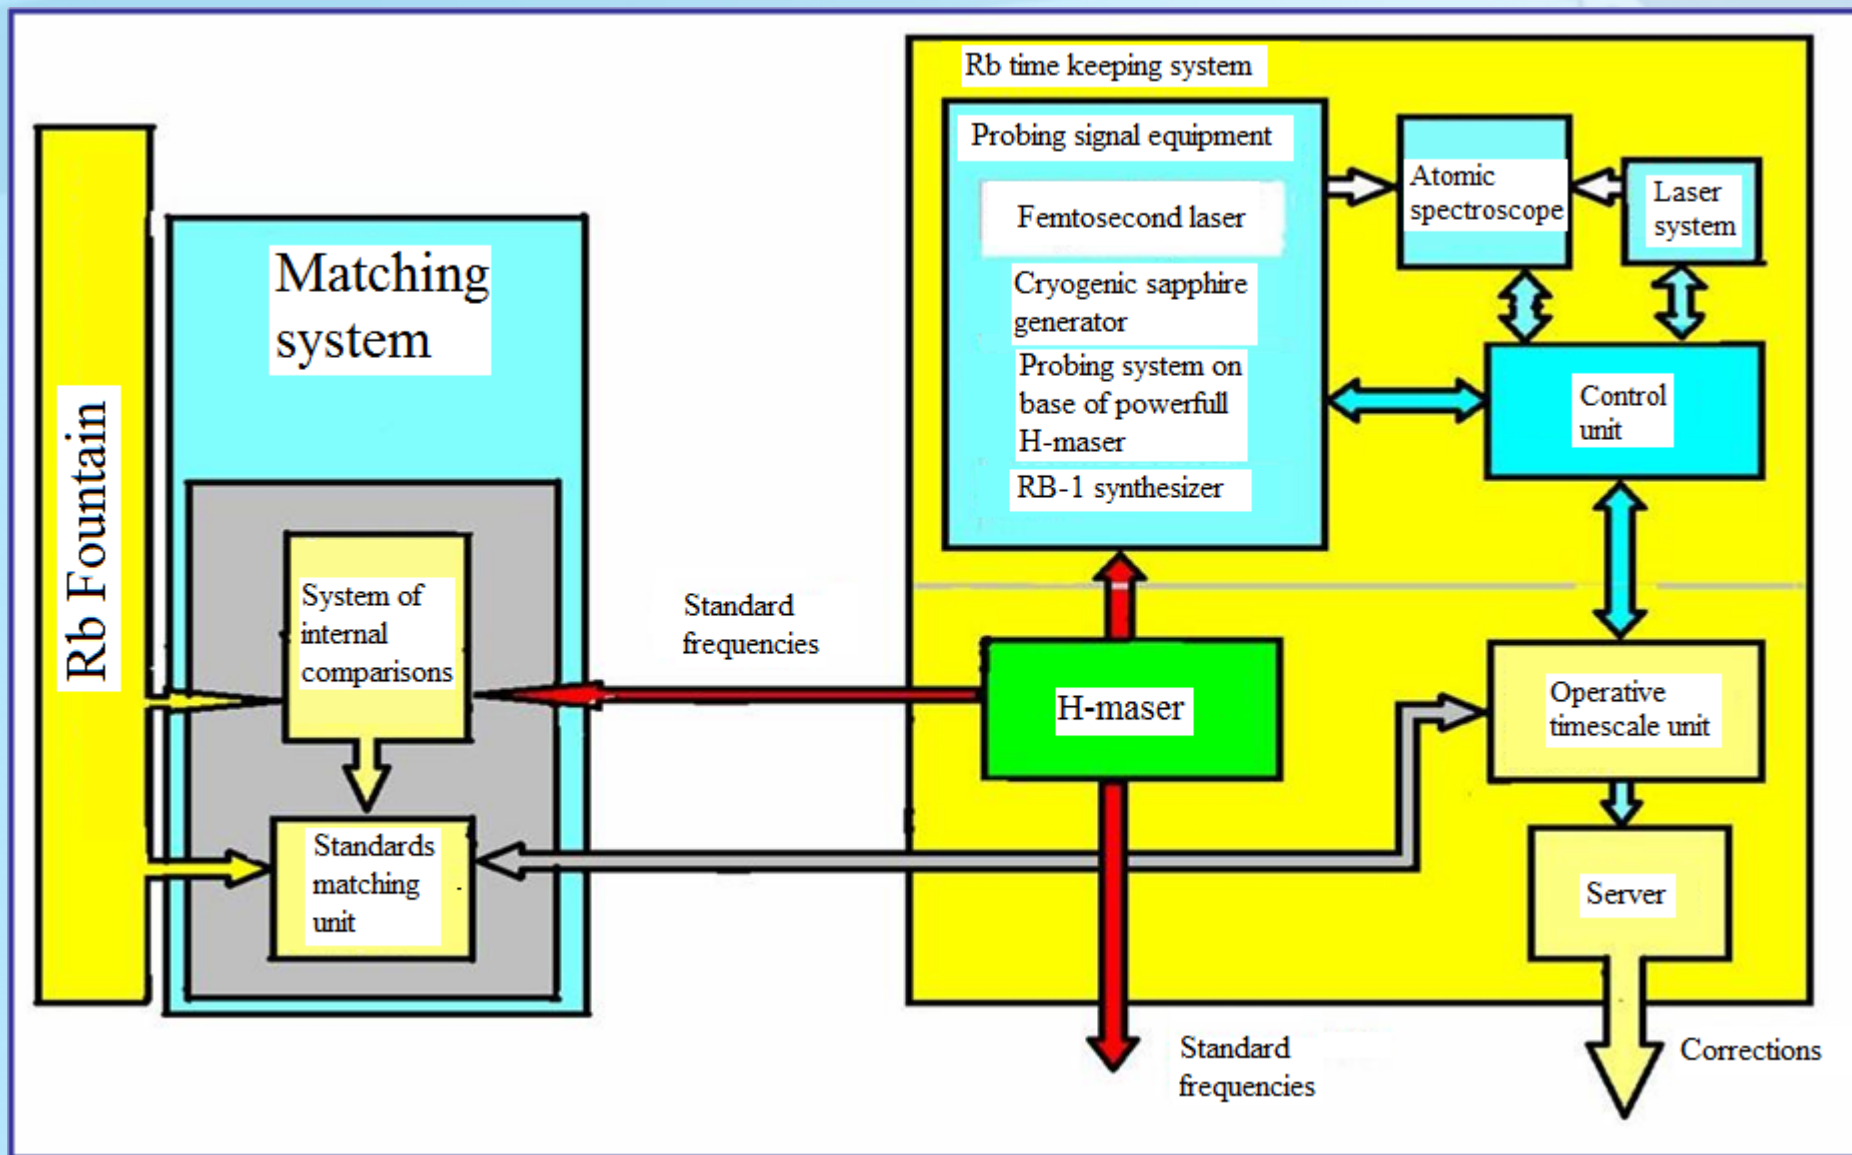 Rb Fountain
Matching
system
System of
internal
comparisons
Standards
matching
unit
Standard
frequencies
Rb time keeping system
Probing signal equipment
Femtosecond laser
Cryogenic sapphire
generator
Probing system on
base of powerfull
H-maser
RB-1 synthesizer
Atomic
spectroscope
Laser
system
Control
unit
H-maser
Operative
timescale unit
Server
Standard
frequencies
Corrections